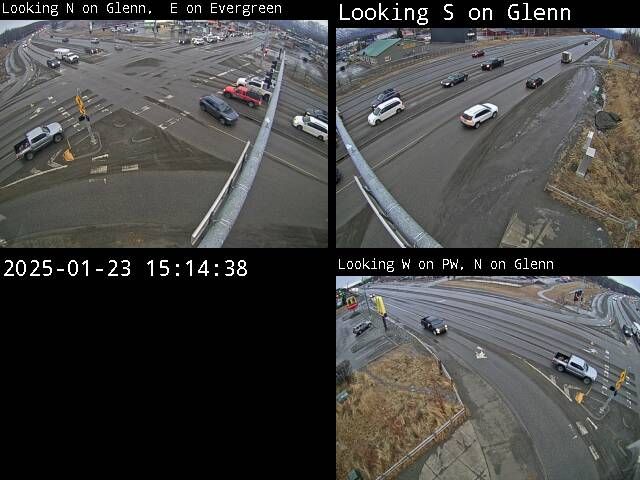 Looking N on Glenn,  E on Evergreen
Looking S on Glenn
2025-01-23 15:14:38
Looking W on PW, N on Glenn